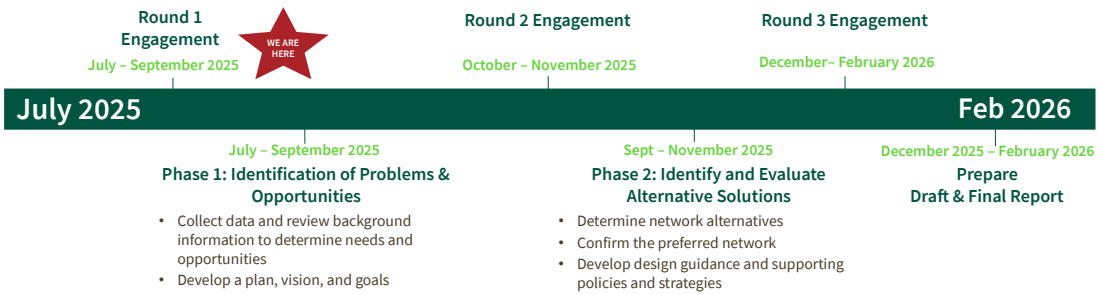 Round 1
Engagement
July – September 2025
WE ARE
HERE
Round 2 Engagement
October – November 2025
Round 3 Engagement
December– February 2026
July 2025
Feb 2026
July – September 2025
Phase 1: Identification of Problems &
Opportunities
• Collect data and review background
information to determine needs and
opportunities
• Develop a plan, vision, and goals
Sept – November 2025
Phase 2: Identify and Evaluate
Alternative Solutions
• Determine network alternatives
• Confirm the preferred network
• Develop design guidance and supporting
policies and strategies
December 2025 – February 2026
Prepare
Draft & Final Report